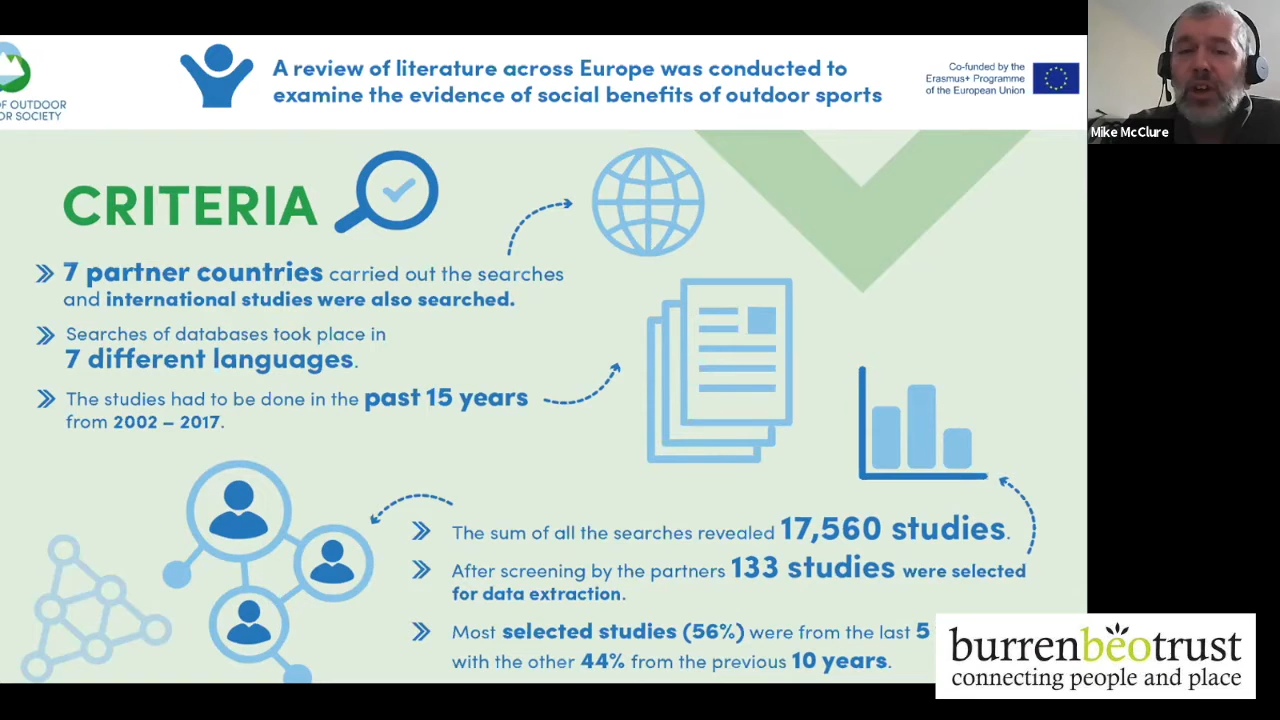 A review of literature across Europe was conducted to
examine the evidence of social benefits of outdoor sports
Co-funded by the
Erasmus+ Programme
of the European Union
OF OUTDOOR
OR SOCIETY
Mike McClure
CRITERIA
7 partner countries carried out the searches
and international studies were also searched.
Searches of databases took place in
7 different languages.
The studies had to be done in the past 15 years
from 2002 – 2017.
The sum of all the searches revealed 17,560 studies.
After screening by the partners 133 studies were selected
for data extraction.
Most selected studies (56%) were from the last 5
with the other 44% from the previous 10 years.
burrenbeotrust
connecting people and place